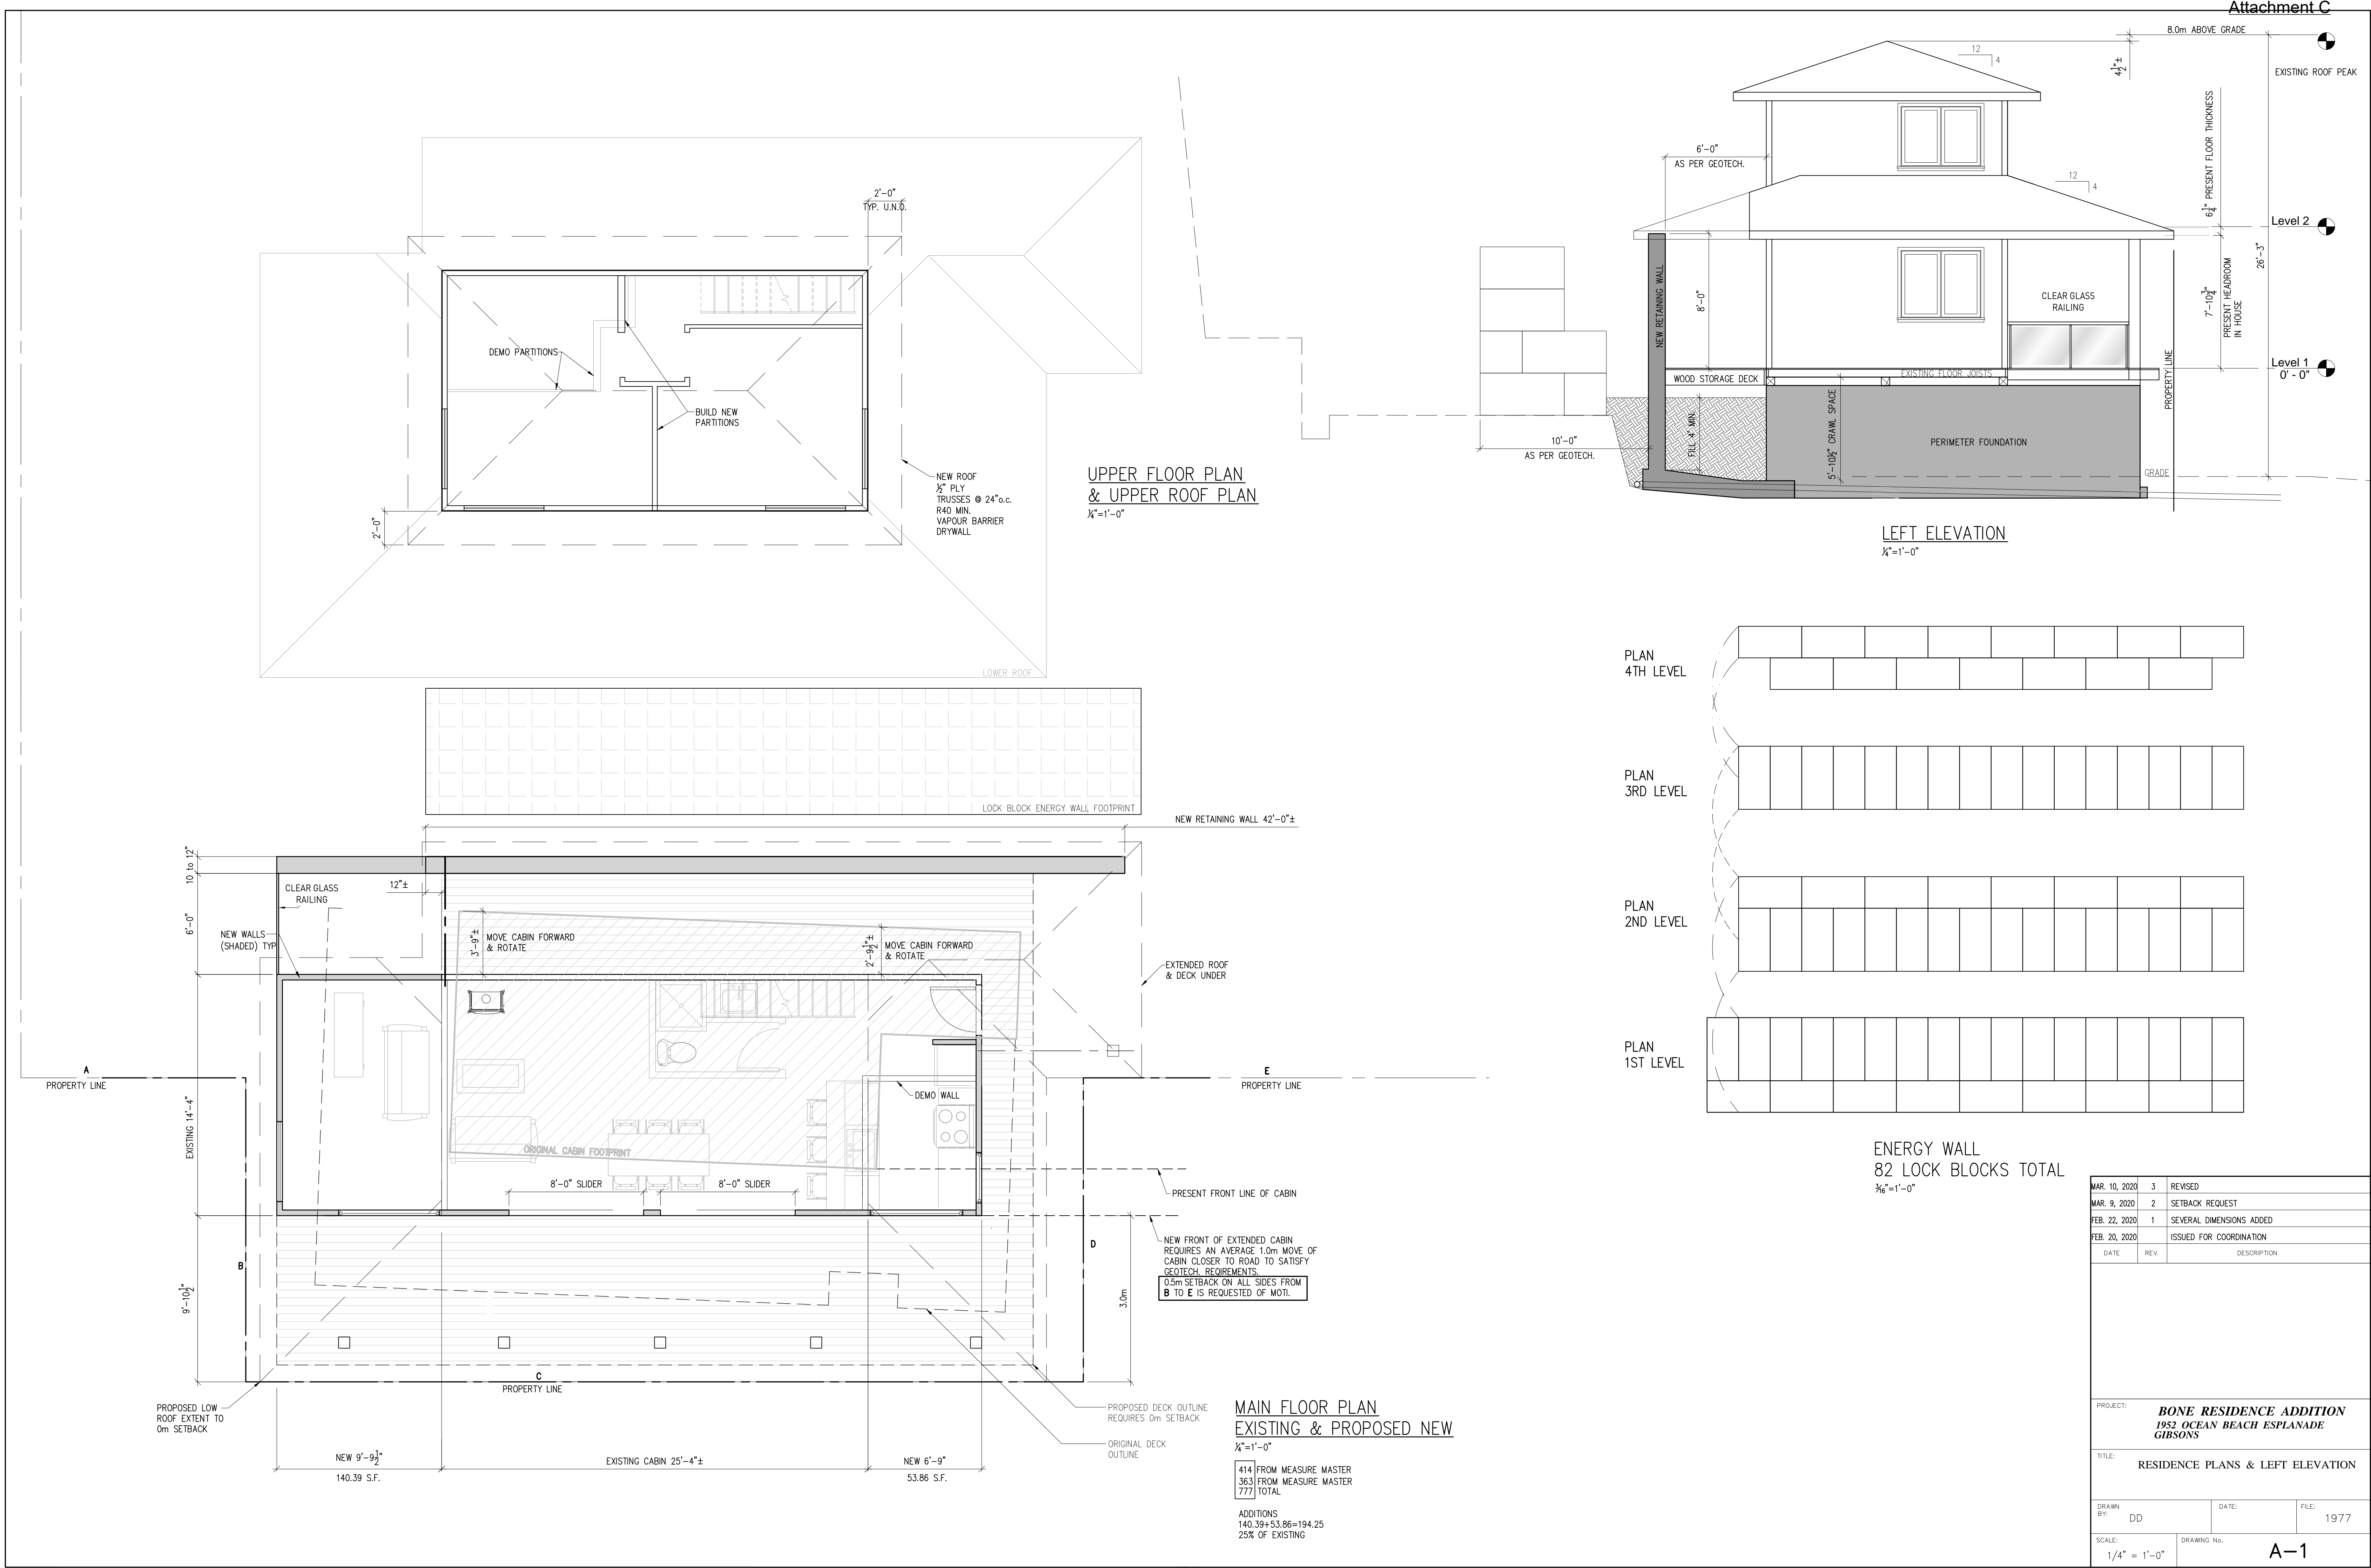 Attachment C
8.0m ABOVE GRADE
12
4
4½"±
EXISTING ROOF PEAK
6'-0"
AS PER GEOTECH.
12
4
6¼" PRESENT FLOOR THICKNESS
Level 2
26'-3"
NEW RETAINING WALL
8'-0"
CLEAR GLASS
RAILING
7'-10¾"
PRESENT HEADROOM
IN HOUSE
PROPERTY LINE
Level 1
0' - 0"
WOOD STORAGE DECK
EXISTING FLOOR JOISTS
FILL 4' MIN.
5'-10½" CRAWL SPACE
PERIMETER FOUNDATION
GRADE
10'-0"
AS PER GEOTECH.
LEFT ELEVATION
¼"=1'-0"
2'-0"
TYP. U.N.O.
DEMO PARTITIONS
BUILD NEW
PARTITIONS
2'-0"
NEW ROOF
½" PLY
TRUSSES @ 24"o.c.
R40 MIN.
VAPOUR BARRIER
DRYWALL
LOWER ROOF
UPPER FLOOR PLAN
& UPPER ROOF PLAN
¼"=1'-0"
PLAN
4TH LEVEL
PLAN
3RD LEVEL
PLAN
2ND LEVEL
PLAN
1ST LEVEL
ENERGY WALL
82 LOCK BLOCKS TOTAL
3⁄16"=1'-0"
LOCK BLOCK ENERGY WALL FOOTPRINT
NEW RETAINING WALL 42'-0"±
10 to 12"
CLEAR GLASS
RAILING
12"±
6'-0"
NEW WALLS
(SHADED) TYP
3'-9"±
MOVE CABIN FORWARD
& ROTATE
2'-9½"±
MOVE CABIN FORWARD
& ROTATE
EXTENDED ROOF
& DECK UNDER
A
PROPERTY LINE
E
PROPERTY LINE
DEMO WALL
EXISTING 14'-4"
ORIGINAL CABIN FOOTPRINT
8'-0" SLIDER
8'-0" SLIDER
PRESENT FRONT LINE OF CABIN
B
D
NEW FRONT OF EXTENDED CABIN
REQUIRES AN AVERAGE 1.0m MOVE OF
CABIN CLOSER TO ROAD TO SATISFY
GEOTECH. REQIREMENTS.
0.5m SETBACK ON ALL SIDES FROM
B TO E IS REQUESTED OF MOTI.
9'-10½"
3.0m
C
PROPERTY LINE
PROPOSED LOW
ROOF EXTENT TO
0m SETBACK
PROPOSED DECK OUTLINE
REQUIRES 0m SETBACK
ORIGINAL DECK
OUTLINE
NEW 9'-9½"
140.39 S.F.
EXISTING CABIN 25'-4"±
NEW 6'-9"
53.86 S.F.
MAIN FLOOR PLAN
EXISTING & PROPOSED NEW
¼"=1'-0"
414 FROM MEASURE MASTER
363 FROM MEASURE MASTER
777 TOTAL
ADDITIONS
140.39+53.86=194.25
25% OF EXISTING
MAR. 10, 2020 3 REVISED
MAR. 9, 2020 2 SETBACK REQUEST
FEB. 22, 2020 1 SEVERAL DIMENSIONS ADDED
FEB. 20, 2020 ISSUED FOR COORDINATION
DATE REV. DESCRIPTION
PROJECT:
BONE RESIDENCE ADDITION
1952 OCEAN BEACH ESPLANADE
GIBSONS
TITLE:
RESIDENCE PLANS & LEFT ELEVATION
DRAWN
BY: DD
DATE:
FILE:
1977
SCALE:
1/4" = 1'-0"
DRAWING No.
A-1